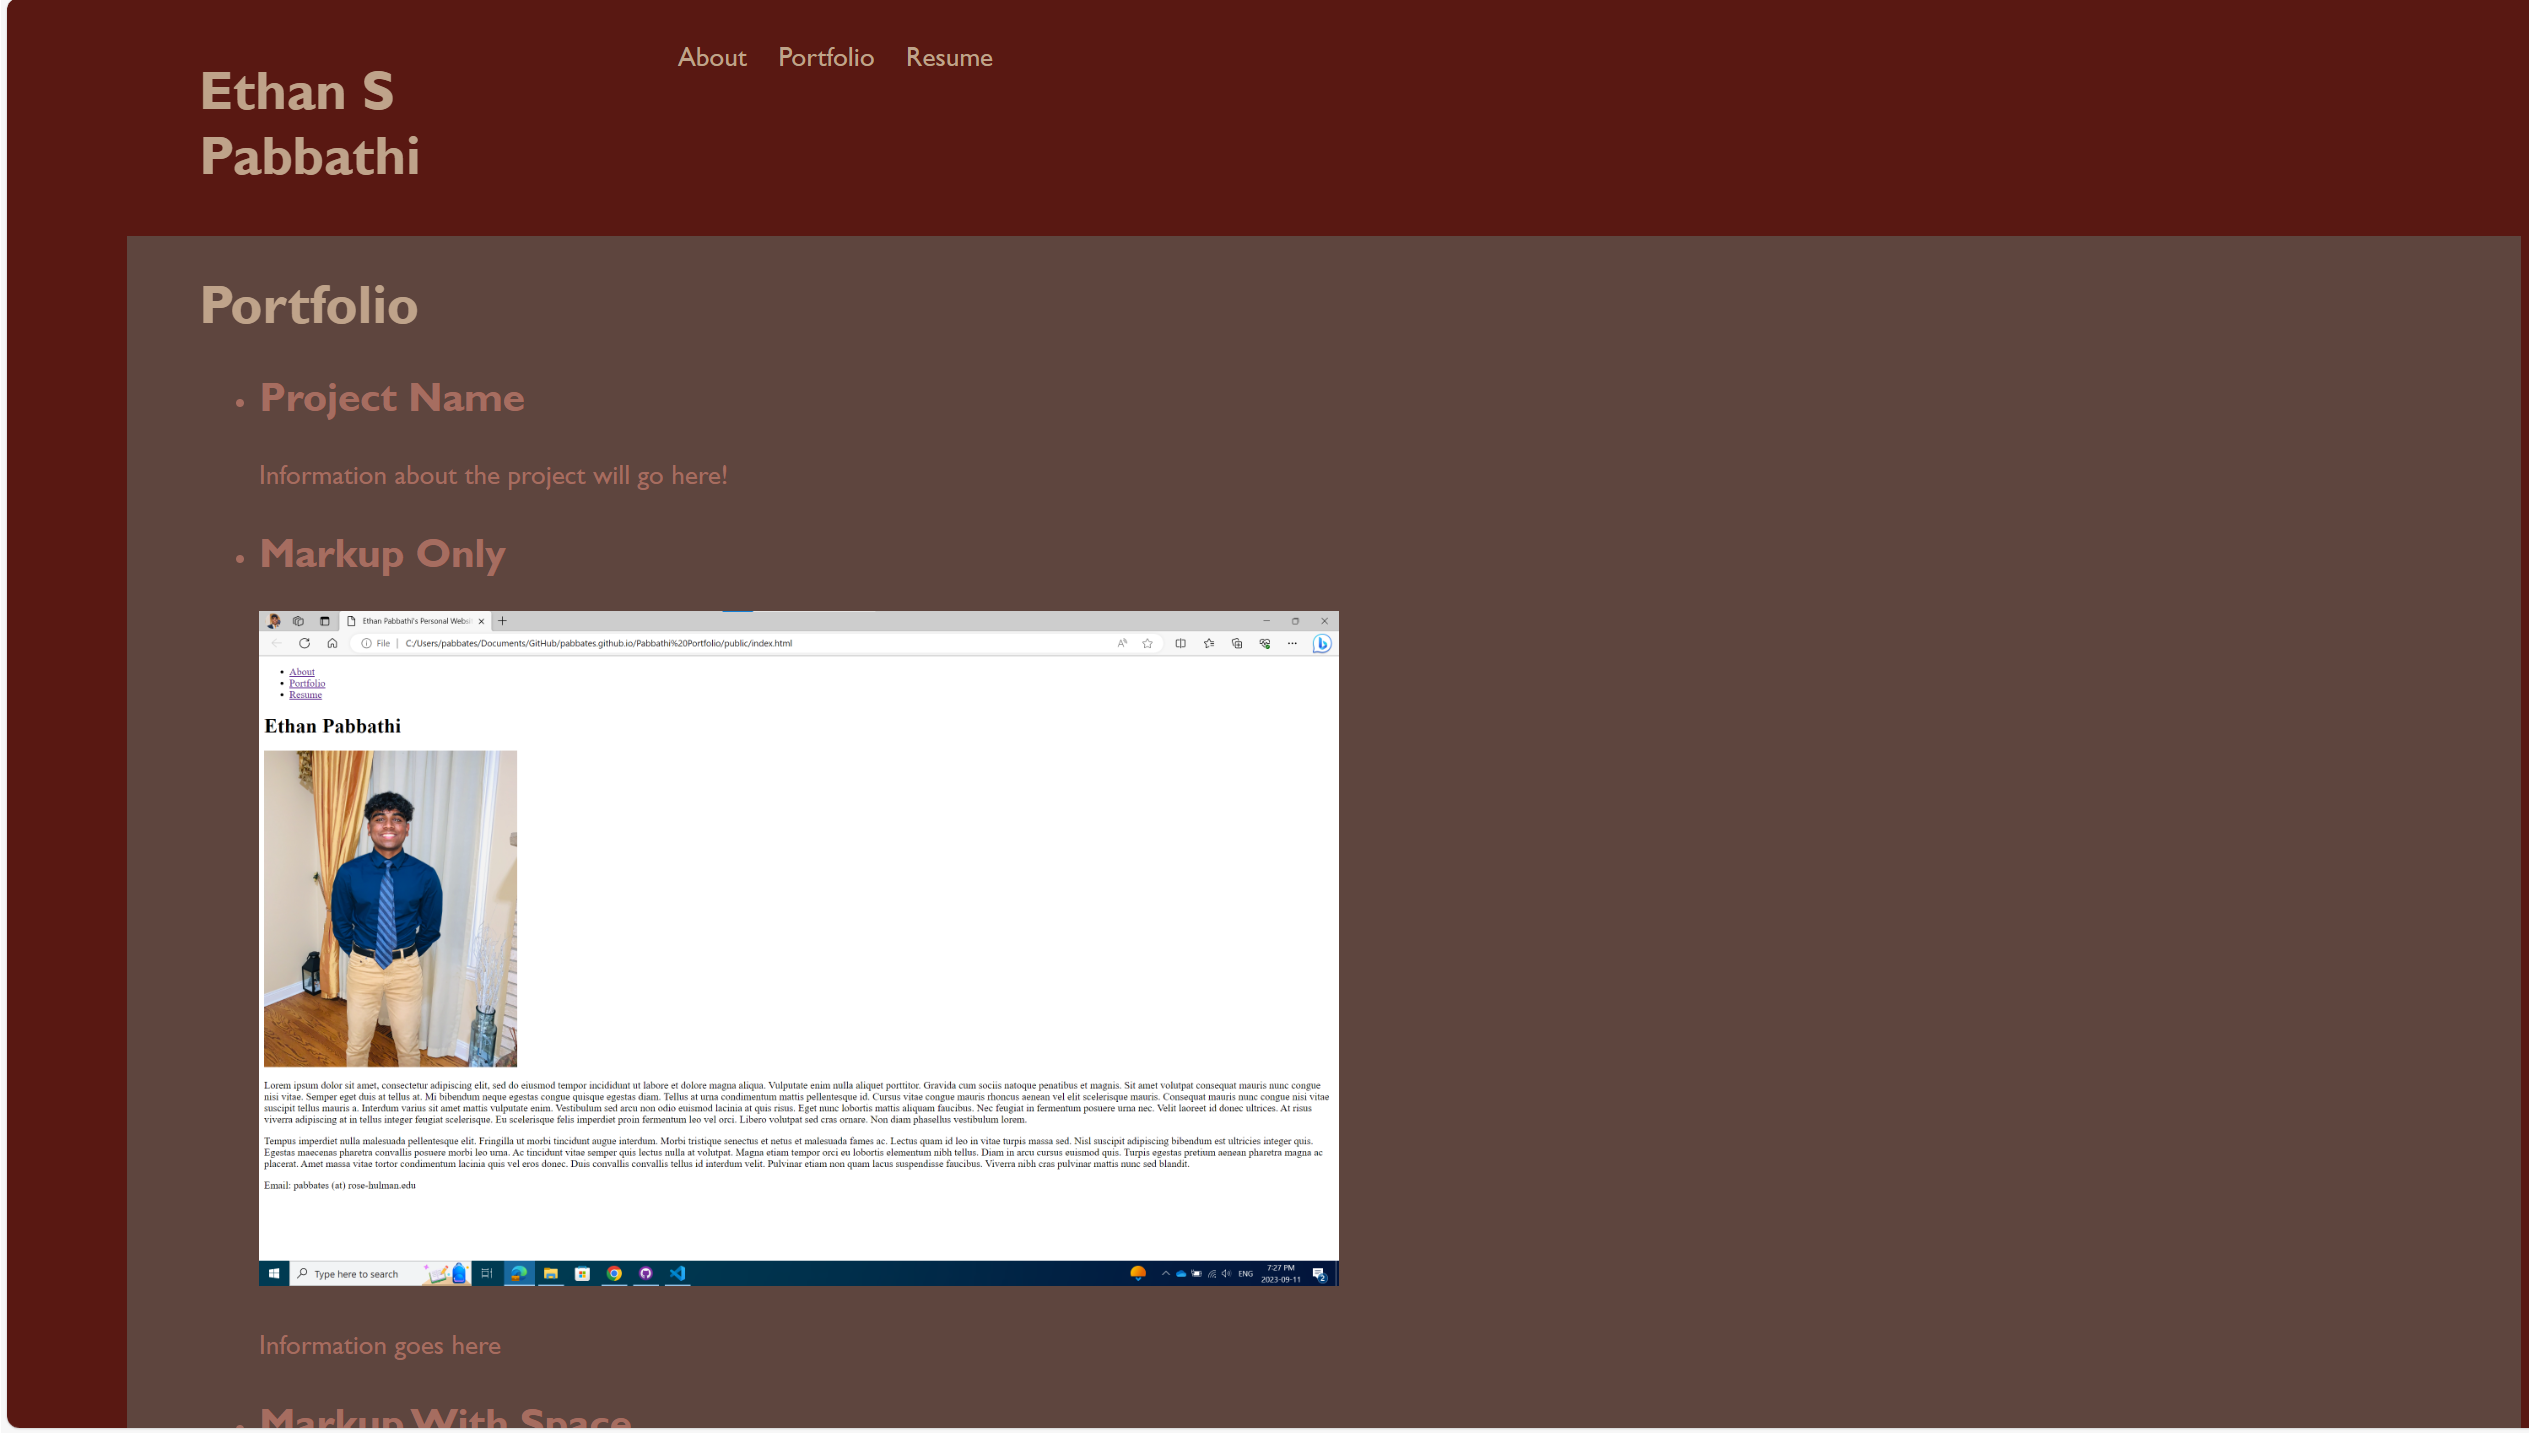 Ethan S
Pabbathi
About Portfolio Resume
Portfolio
• Project Name
Information about the project will go here!
• Markup Only
Ethan Pabbathi's Personal Websi
File | C:/Users/pabbates/Documents/GitHub/pabbates.github.io/Pabbathi%20Portfolio/public/index.html
• About
• Portfolio
• Resume
Ethan Pabbathi
Lorem ipsum dolor sit amet, consectetur adipiscing elit, sed do eiusmod tempor incididunt ut labore et dolore magna aliqua. Vulputate enim nulla aliquet porttitor. Gravida cum sociis natoque penatibus et magnis. Sit amet volutpat consequat mauris nunc congue
nisi vitae. Semper eget duis at tellus at. Mi bibendum neque egestas congue quisque egestas diam. Tellus at urna condimentum mattis pellentesque id. Cursus vitae congue mauris rhoncus aenean vel elit scelerisque mauris. Consequat mauris nunc congue nisi vitae
suscipit tellus mauris a. Interdum varius sit amet mattis vulputate enim. Vestibulum sed arcu non odio euismod lacinia at quis risus. Eget nunc lobortis mattis aliquam faucibus. Nec feugiat in fermentum posuere urna nec. Velit laoreet id donec ultrices. At risus
viverra adipiscing at in tellus integer feugiat scelerisque. Eu scelerisque felis imperdiet proin fermentum leo vel orci. Libero volutpat sed cras ornare. Non diam phasellus vestibulum lorem.
Tempus imperdiet nulla malesuada pellentesque elit. Fringilla ut morbi tincidunt augue interdum. Morbi tristique senectus et netus et malesuada fames ac. Lectus quam id leo in vitae turpis massa sed. Nisl suscipit adipiscing bibendum est ultricies integer quis.
Egestas maecenas pharetra convallis posuere morbi leo urna. Ac tincidunt vitae semper quis lectus nulla at volutpat. Magna etiam tempor orci eu lobortis elementum nibh tellus. Diam in arcu cursus euismod quis. Turpis egestas pretium aenean pharetra magna ac
placerat. Amet massa vitae tortor condimentum lacinia quis vel eros donec. Duis convallis convallis tellus id interdum velit. Pulvinar etiam non quam lacus suspendisse faucibus. Viverra nibh cras pulvinar mattis nunc sed blandit.
Email: pabbates (at) rose-hulman.edu
Type here to search
ENG
7:27 PM
2023-09-11
2
Information goes here
• Markup With Space